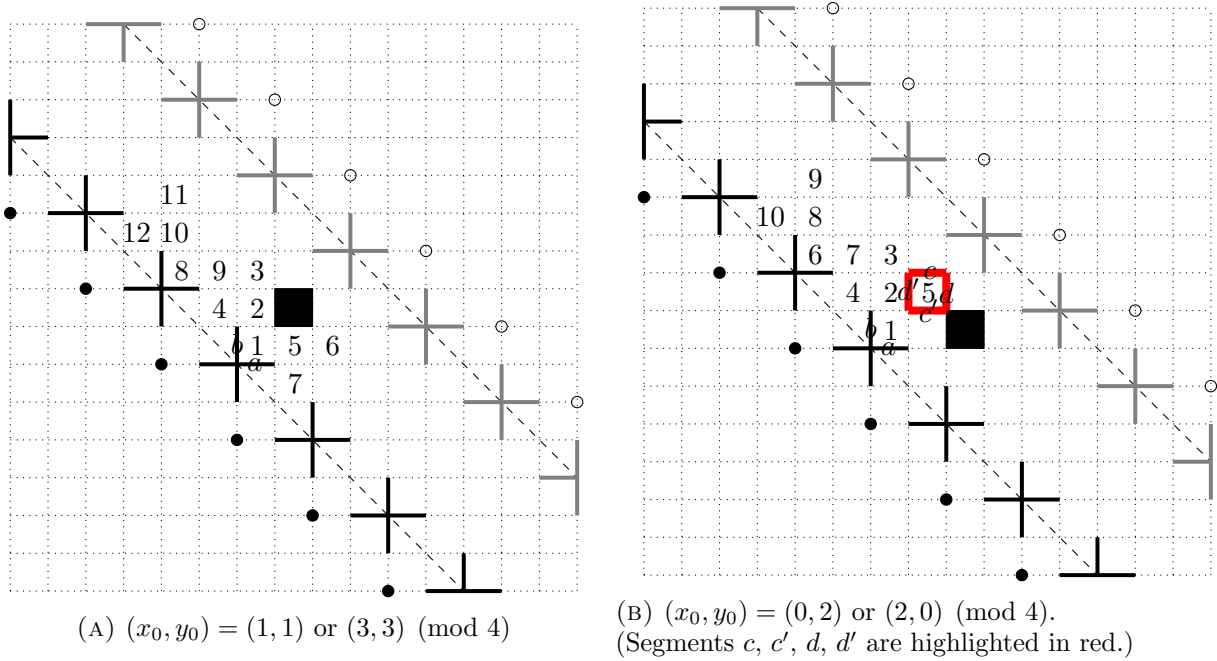 11
12 10
8 9 3
4 2
b 1 5 6
a
7
(A) (x₀, y₀) = (1, 1) or (3, 3) (mod 4)
9
10 8
6 7 3 c
4 2 d′ 5 d
c′
b 1
a
(B) (x₀, y₀) = (0, 2) or (2, 0) (mod 4).
(Segments c, c′, d, d′ are highlighted in red.)